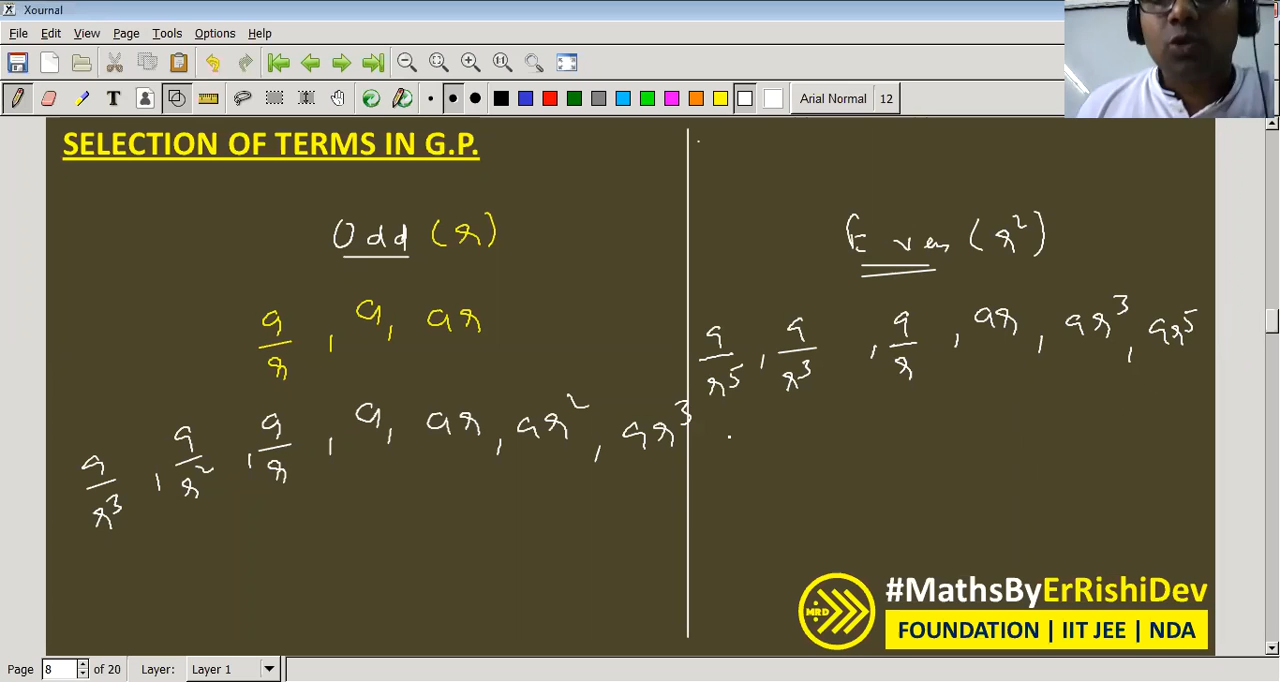 Xournal
File Edit View Page Tools Options Help
Arial Normal 12
SELECTION OF TERMS IN G.P.
Odd (r)
a/r, a, ar
a/r³, a/r², a/r, a, ar, ar², ar³
Even (r²)
a/r⁵, a/r³, a/r, ar, ar³, ar⁵
MRD
#MathsByErRishiDev
FOUNDATION | IIT JEE | NDA
Page 8 of 20 Layer: Layer 1